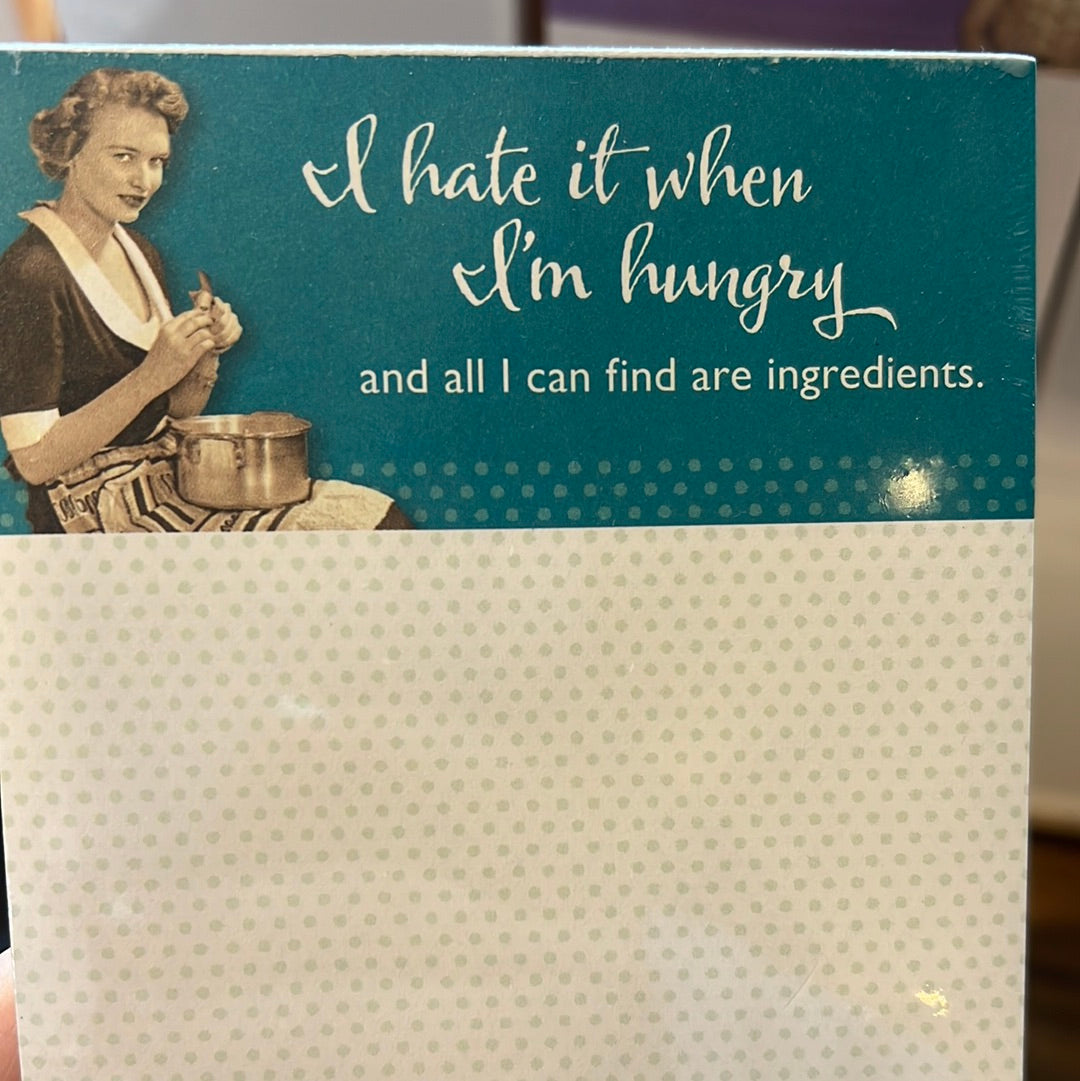 I hate it when
I'm hungry
and all I can find are ingredients.